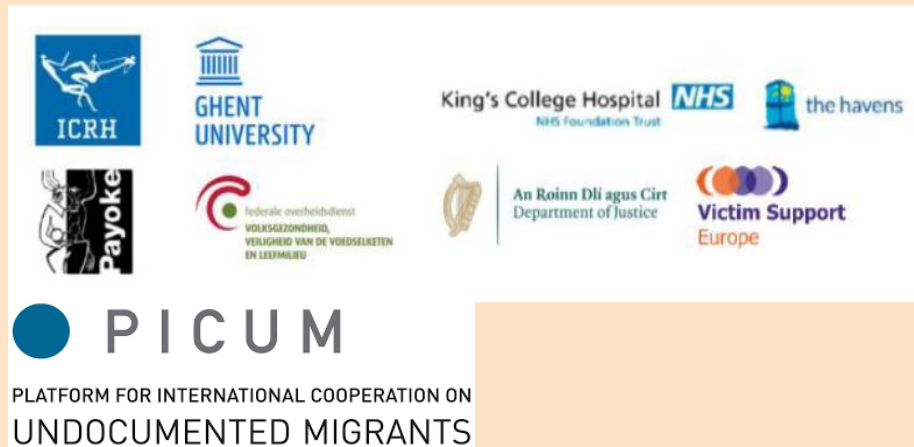 ICRH
GHENT
UNIVERSITY
King's College Hospital NHS
NHS Foundation Trust
the havens
Payoke
federale overheidsdienst
VOLKSGEZONDHEID,
VEILIGHEID VAN DE VOEDSELKETEN
EN LEEFMILIEU
An Roinn Dlí agus Cirt
Department of Justice
Victim Support
Europe
PICUM
PLATFORM FOR INTERNATIONAL COOPERATION ON
UNDOCUMENTED MIGRANTS